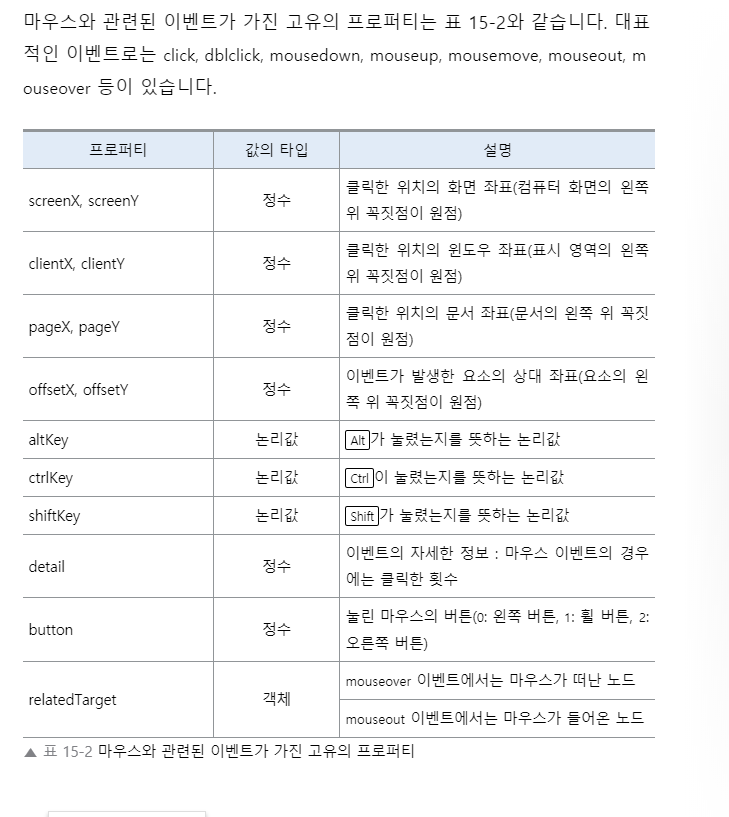 마우스와 관련된 이벤트가 가진 고유의 프로퍼티는 표 15-2와 같습니다. 대표
적인 이벤트로는 click, dblclick, mousedown, mouseup, mousemove, mouseout, m
ouseover 등이 있습니다.
프로퍼티 값의 타입 설명
screenX, screenY 정수 클릭한 위치의 화면 좌표(컴퓨터 화면의 왼쪽
위 꼭짓점이 원점)
clientX, clientY 정수 클릭한 위치의 윈도우 좌표(표시 영역의 왼쪽
위 꼭짓점이 원점)
pageX, pageY 정수 클릭한 위치의 문서 좌표(문서의 왼쪽 위 꼭짓
점이 원점)
offsetX, offsetY 정수 이벤트가 발생한 요소의 상대 좌표(요소의 왼
쪽 위 꼭짓점이 원점)
altKey 논리값 Alt가 눌렸는지를 뜻하는 논리값
ctrlKey 논리값 Ctrl이 눌렸는지를 뜻하는 논리값
shiftKey 논리값 Shift가 눌렸는지를 뜻하는 논리값
detail 정수 이벤트의 자세한 정보 : 마우스 이벤트의 경우
에는 클릭한 횟수
button 정수 눌린 마우스의 버튼(0: 왼쪽 버튼, 1: 휠 버튼, 2:
오른쪽 버튼)
relatedTarget 객체 mouseover 이벤트에서는 마우스가 떠난 노드
mouseout 이벤트에서는 마우스가 들어온 노드
▲ 표 15-2 마우스와 관련된 이벤트가 가진 고유의 프로퍼티